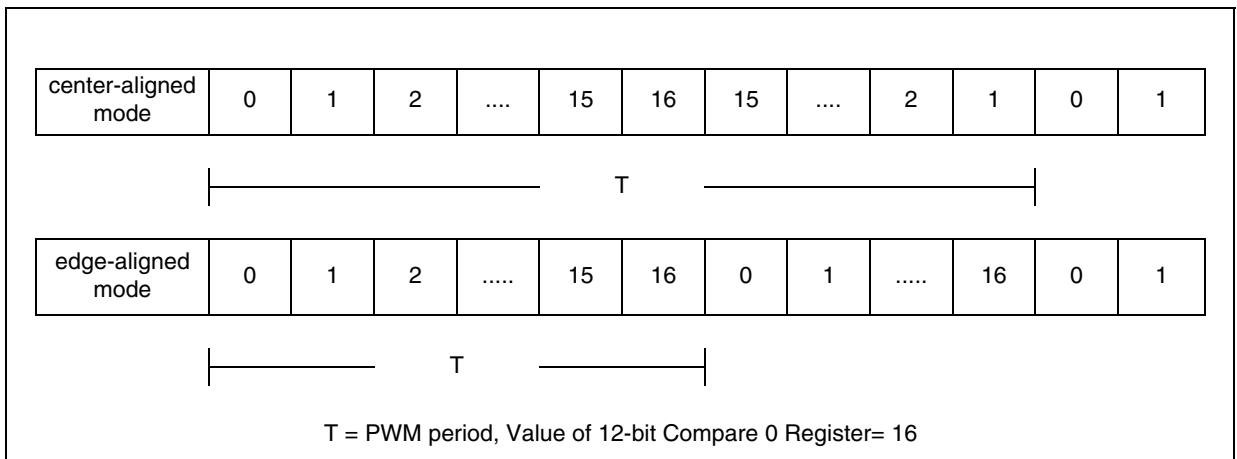 center-aligned mode 0 1 2 .... 15 16 15 .... 2 1 0 1
T
edge-aligned mode 0 1 2 ..... 15 16 0 1 ..... 16 0 1
T
T = PWM period, Value of 12-bit Compare 0 Register= 16